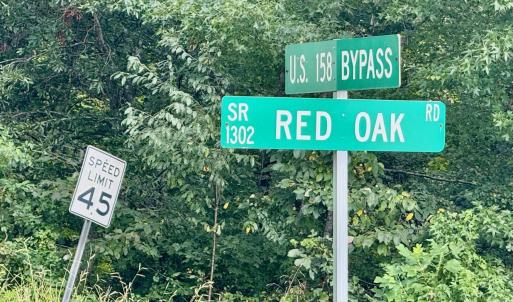 U.S. 158 BYPASS
SR 1302 RED OAK RD
SPEED
LIMIT
45